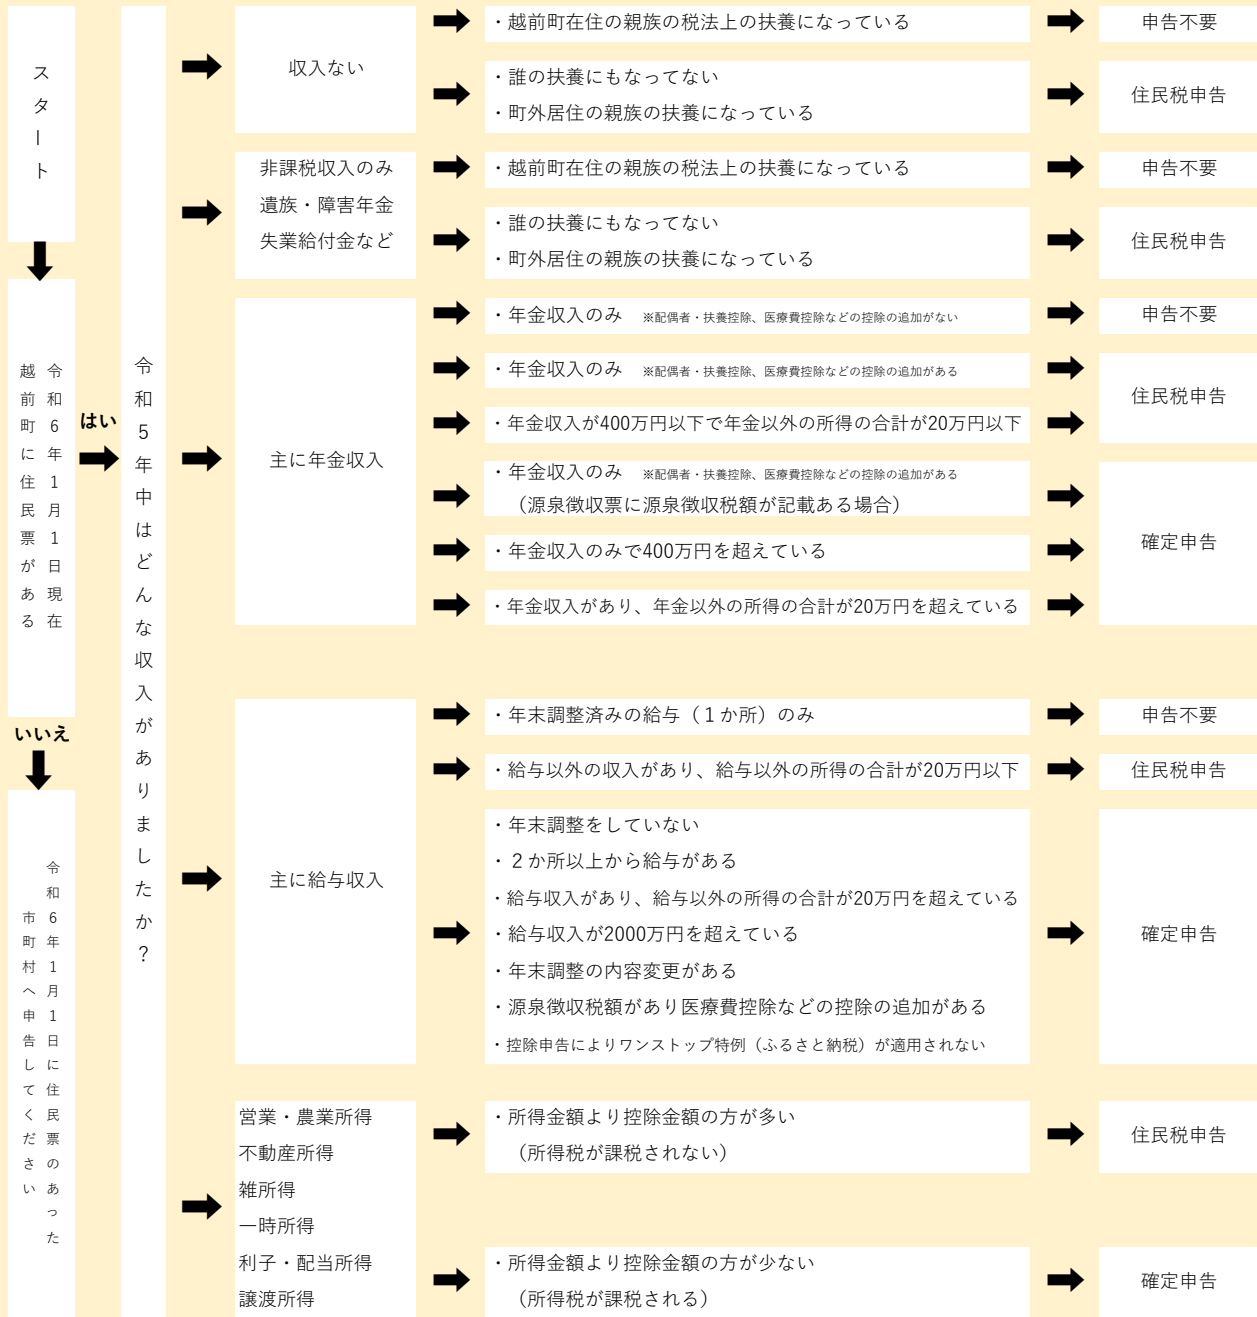 スタート
令和６年１月１日現在
越前町に住民票がある
はい
いいえ
令和６年１月１日に住民票のあった
市町村へ申告してください
令和５年中はどんな収入がありましたか？
収入ない
・越前町在住の親族の税法上の扶養になっている
申告不要
・誰の扶養にもなってない
・町外居住の親族の扶養になっている
住民税申告
非課税収入のみ
遺族・障害年金
失業給付金など
・越前町在住の親族の税法上の扶養になっている
申告不要
・誰の扶養にもなってない
・町外居住の親族の扶養になっている
住民税申告
主に年金収入
・年金収入のみ　※配偶者・扶養控除、医療費控除などの控除の追加がない
申告不要
・年金収入のみ　※配偶者・扶養控除、医療費控除などの控除の追加がある
・年金収入が400万円以下で年金以外の所得の合計が20万円以下
住民税申告
・年金収入のみ　※配偶者・扶養控除、医療費控除などの控除の追加がある
（源泉徴収票に源泉徴収税額が記載ある場合）
・年金収入のみで400万円を超えている
・年金収入があり、年金以外の所得の合計が20万円を超えている
確定申告
主に給与収入
・年末調整済みの給与（１か所）のみ
申告不要
・給与以外の収入があり、給与以外の所得の合計が20万円以下
住民税申告
・年末調整をしていない
・２か所以上から給与がある
・給与収入があり、給与以外の所得の合計が20万円を超えている
・給与収入が2000万円を超えている
・年末調整の内容変更がある
・源泉徴収税額があり医療費控除などの控除の追加がある
・控除申告によりワンストップ特例（ふるさと納税）が適用されない
確定申告
営業・農業所得
不動産所得
雑所得
一時所得
利子・配当所得
譲渡所得
・所得金額より控除金額の方が多い
（所得税が課税されない）
住民税申告
・所得金額より控除金額の方が少ない
（所得税が課税される）
確定申告